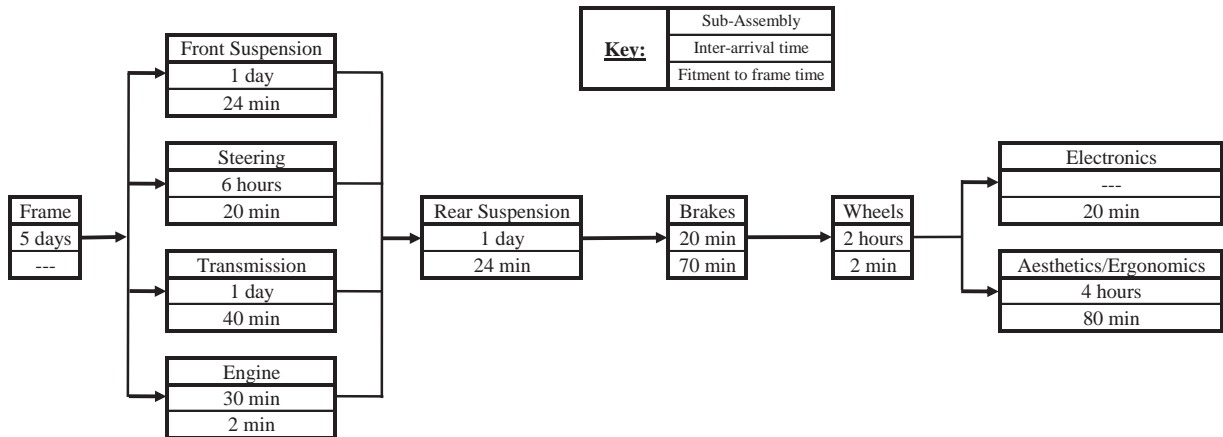 Key:
Sub-Assembly
Inter-arrival time
Fitment to frame time
Frame
5 days
---
Front Suspension
1 day
24 min
Steering
6 hours
20 min
Transmission
1 day
40 min
Engine
30 min
2 min
Rear Suspension
1 day
24 min
Brakes
20 min
70 min
Wheels
2 hours
2 min
Electronics
---
20 min
Aesthetics/Ergonomics
4 hours
80 min